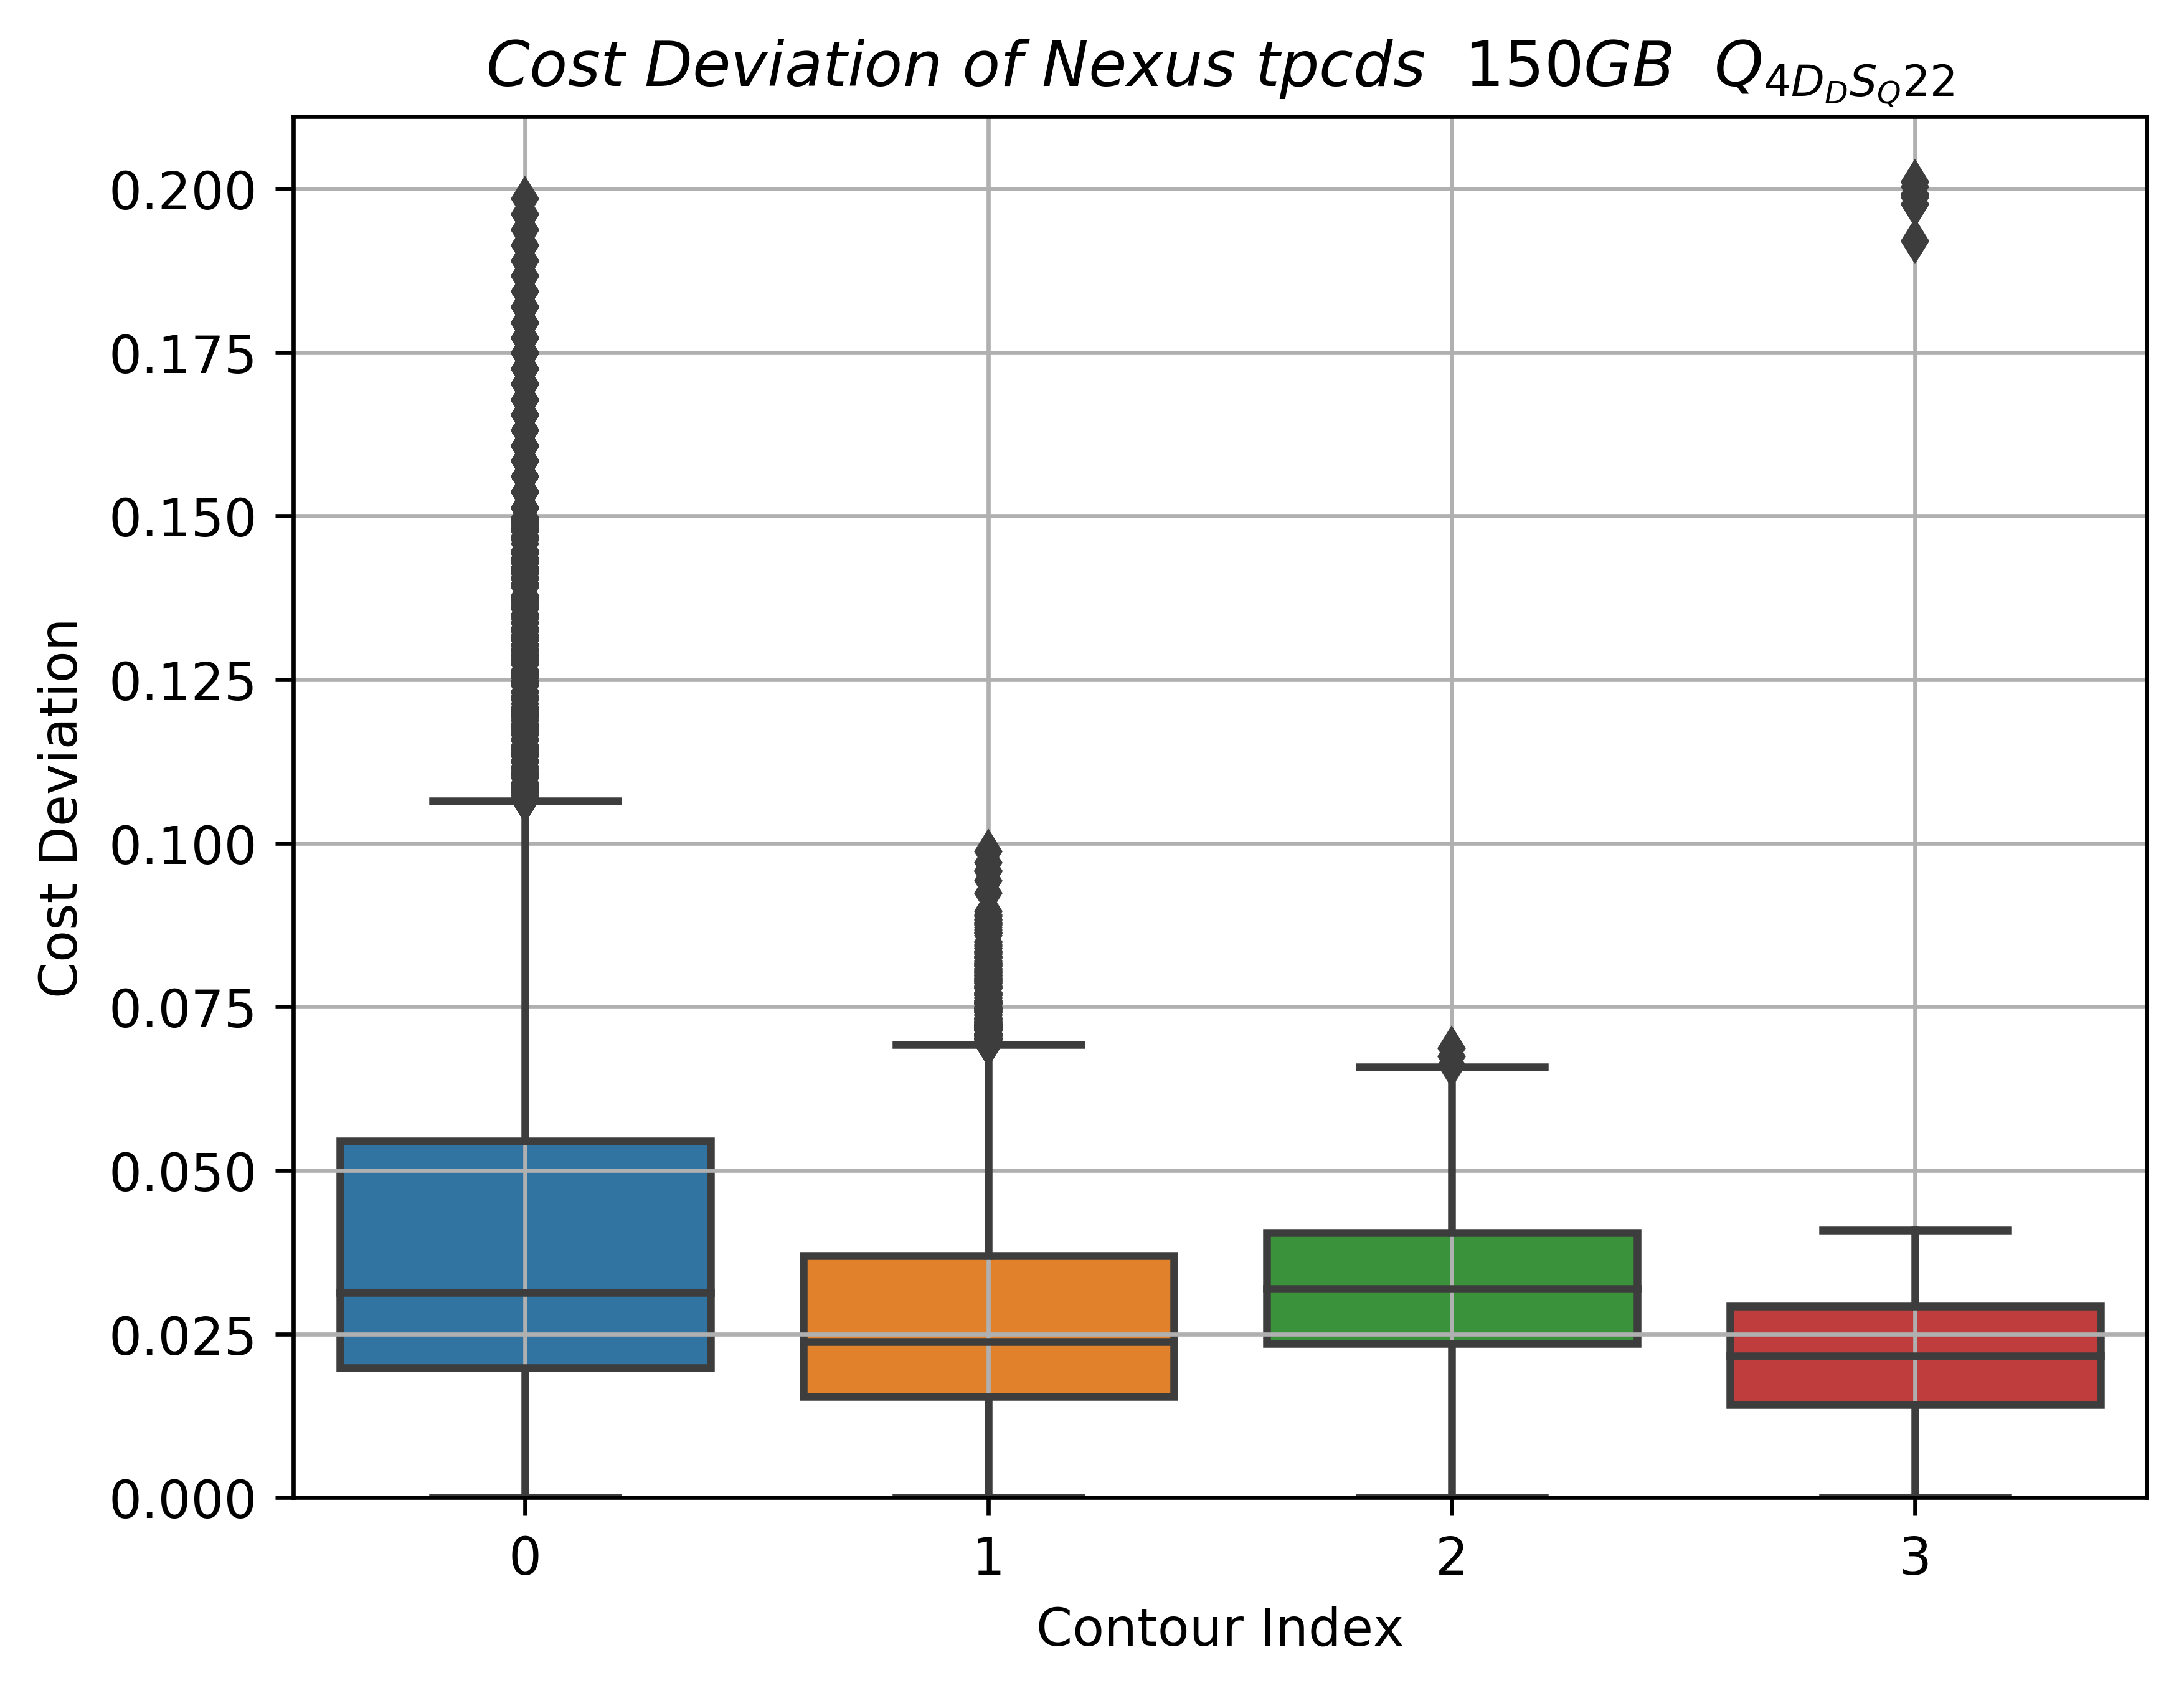 Cost Deviation of Nexus tpcds 150GB Q4DDSQ22
0.200
0.175
0.150
0.125
0.100
0.075
0.050
0.025
0.000
Cost Deviation
0 1 2 3
Contour Index